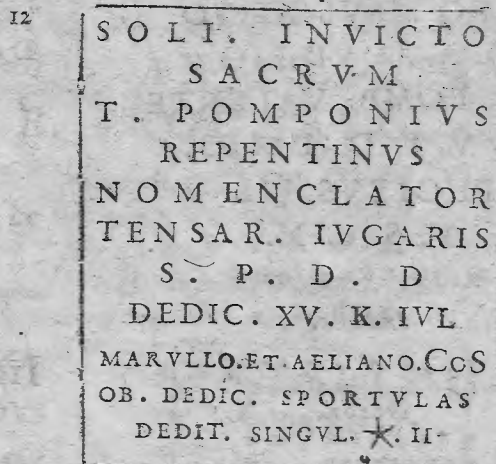 12
SOLI. INVICTO
SACRVM
T. POMPONIVS
REPENTINVS
NOMENCLATOR
TENSAR. IVGARIS
S. P. D. D
DEDIC. XV. K. IVL
MARVLLO.ET.AELIANO.COS
OB. DEDIC. SPORTVLAS
DEDIT. SINGVL. X. II